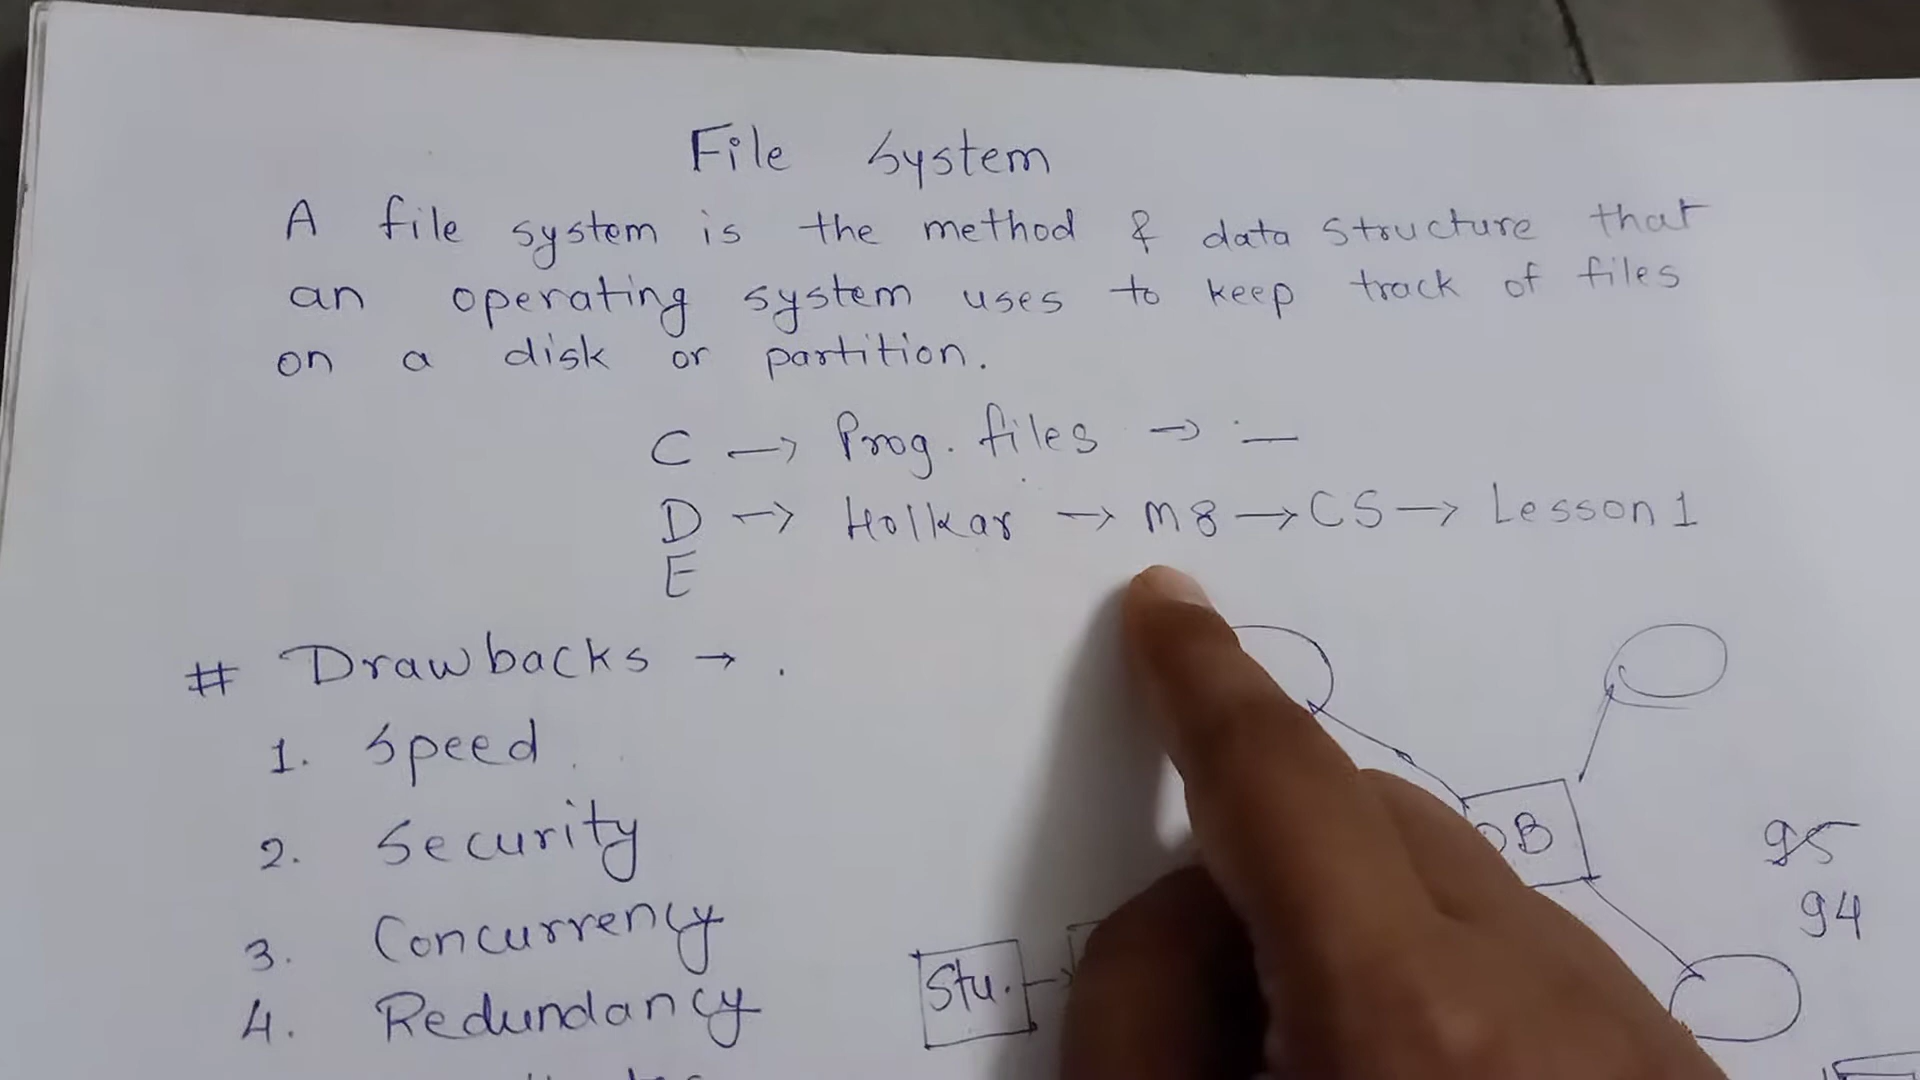 File System
A file system is the method & data structure that
an operating system uses to keep track of files
on a disk or partition.
C → Prog. files → —
D → Holkar → M8 → CS → Lesson 1
E
# Drawbacks →
1. Speed
2. Security
3. Concurrency
4. Redundancy
Stu.
DB
95
94